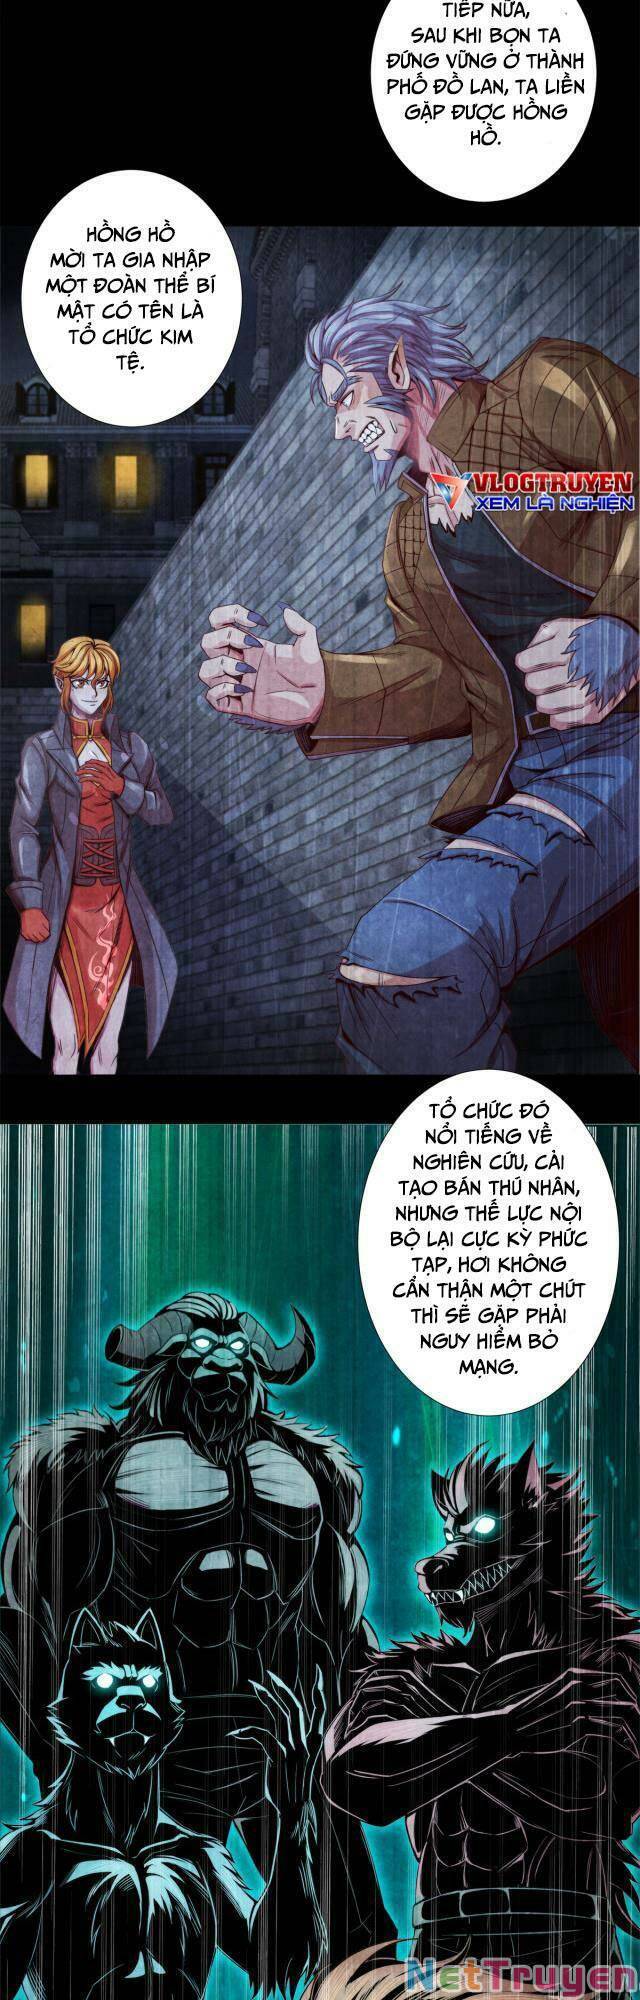 TIẾP NỮA,
SAU KHI BỌN TA
ĐỨNG VỮNG Ở THÀNH
PHỐ ĐỒ LAN, TA LIỀN
GẶP ĐƯỢC HỒNG
HỒ.
HỒNG HỒ
MỜI TA GIA NHẬP
MỘT ĐOÀN THỂ BÍ
MẬT CÓ TÊN LÀ
TỔ CHỨC KIM
TỆ.
VLOGTRUYEN
XEM LÀ NGHIỆN
TỔ CHỨC ĐÓ
NỔI TIẾNG VỀ
NGHIÊN CỨU, CẢI
TẠO BÁN THÚ NHÂN,
NHƯNG THẾ LỰC NỘI
BỘ LẠI CỰC KỲ PHỨC
TẠP, HƠI KHÔNG
CẨN THẬN MỘT CHÚT
THÌ SẼ GẶP PHẢI
NGUY HIỂM BỎ
MẠNG.
NetTruyen